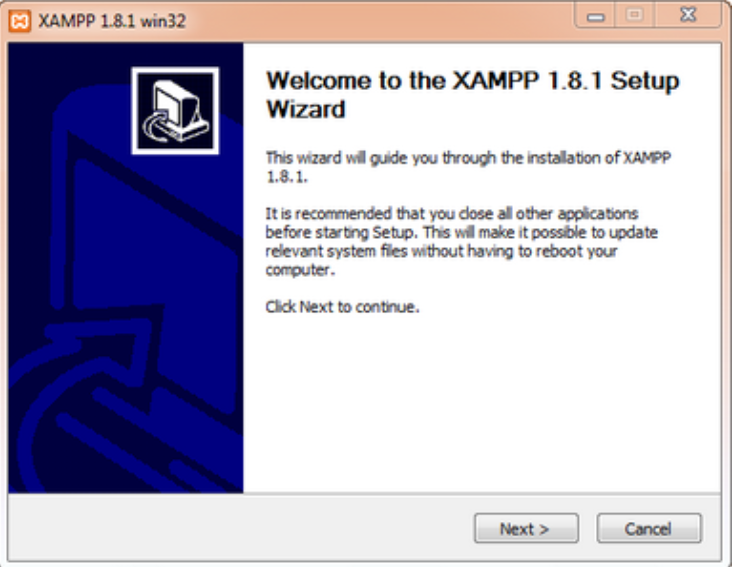 XAMPP 1.8.1 win32
Welcome to the XAMPP 1.8.1 Setup
Wizard
This wizard will guide you through the installation of XAMPP
1.8.1.
It is recommended that you close all other applications
before starting Setup. This will make it possible to update
relevant system files without having to reboot your
computer.
Click Next to continue.
Next >
Cancel